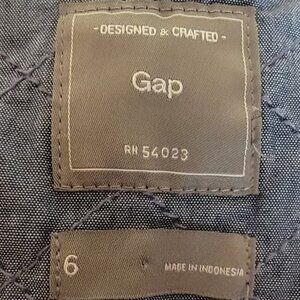 - DESIGNED & CRAFTED -
Gap
RN 54023
6
MADE IN INDONESIA